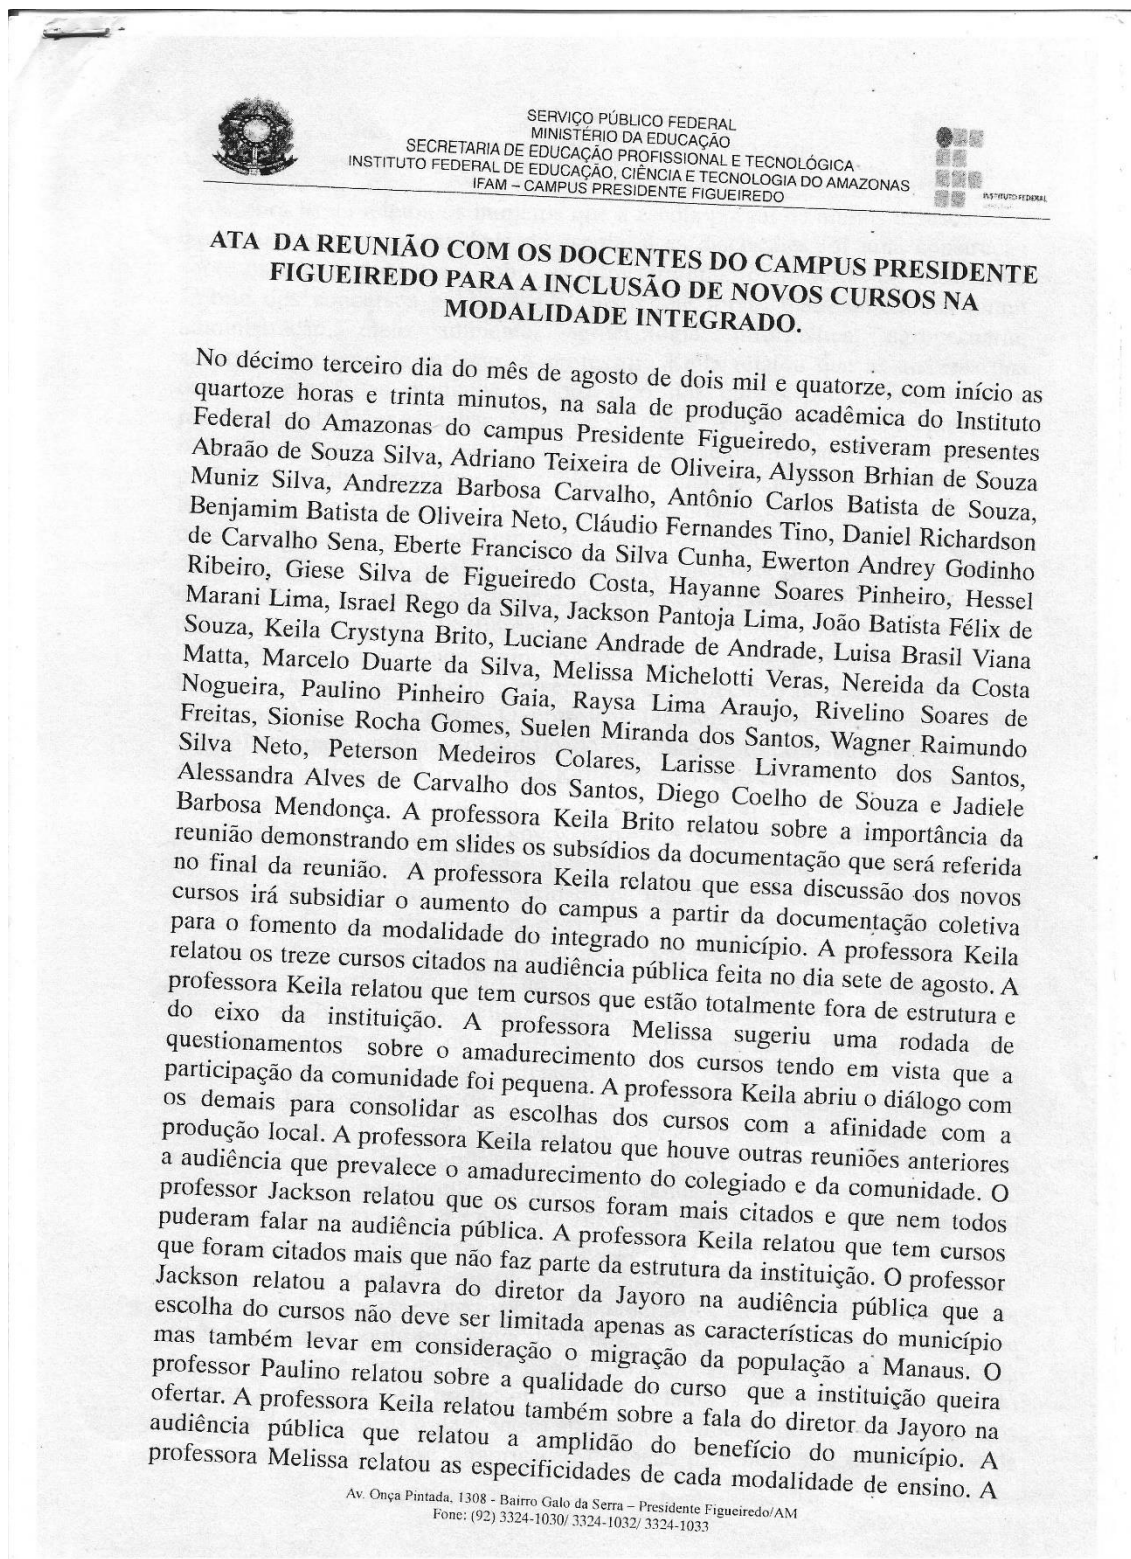 SERVIÇO PÚBLICO FEDERAL
MINISTÉRIO DA EDUCAÇÃO
SECRETARIA DE EDUCAÇÃO PROFISSIONAL E TECNOLÓGICA
INSTITUTO FEDERAL DE EDUCAÇÃO, CIÊNCIA E TECNOLOGIA DO AMAZONAS
IFAM – CAMPUS PRESIDENTE FIGUEIREDO
INSTITUTO FEDERAL
ATA DA REUNIÃO COM OS DOCENTES DO CAMPUS PRESIDENTE
FIGUEIREDO PARA A INCLUSÃO DE NOVOS CURSOS NA
MODALIDADE INTEGRADO.
No décimo terceiro dia do mês de agosto de dois mil e quatorze, com início as
quartoze horas e trinta minutos, na sala de produção acadêmica do Instituto
Federal do Amazonas do campus Presidente Figueiredo, estiveram presentes
Abraão de Souza Silva, Adriano Teixeira de Oliveira, Alysson Brhian de Souza
Muniz Silva, Andrezza Barbosa Carvalho, Antônio Carlos Batista de Souza,
Benjamim Batista de Oliveira Neto, Cláudio Fernandes Tino, Daniel Richardson
de Carvalho Sena, Eberte Francisco da Silva Cunha, Ewerton Andrey Godinho
Ribeiro, Giese Silva de Figueiredo Costa, Hayanne Soares Pinheiro, Hessel
Marani Lima, Israel Rego da Silva, Jackson Pantoja Lima, João Batista Félix de
Souza, Keila Crystyna Brito, Luciane Andrade de Andrade, Luisa Brasil Viana
Matta, Marcelo Duarte da Silva, Melissa Michelotti Veras, Nereida da Costa
Nogueira, Paulino Pinheiro Gaia, Raysa Lima Araujo, Rivelino Soares de
Freitas, Sionise Rocha Gomes, Suelen Miranda dos Santos, Wagner Raimundo
Silva Neto, Peterson Medeiros Colares, Larisse Livramento dos Santos,
Alessandra Alves de Carvalho dos Santos, Diego Coelho de Souza e Jadiele
Barbosa Mendonça. A professora Keila Brito relatou sobre a importância da
reunião demonstrando em slides os subsídios da documentação que será referida
no final da reunião. A professora Keila relatou que essa discussão dos novos
cursos irá subsidiar o aumento do campus a partir da documentação coletiva
para o fomento da modalidade do integrado no município. A professora Keila
relatou os treze cursos citados na audiência pública feita no dia sete de agosto. A
professora Keila relatou que tem cursos que estão totalmente fora de estrutura e
do eixo da instituição. A professora Melissa sugeriu uma rodada de
questionamentos sobre o amadurecimento dos cursos tendo em vista que a
participação da comunidade foi pequena. A professora Keila abriu o diálogo com
os demais para consolidar as escolhas dos cursos com a afinidade com a
produção local. A professora Keila relatou que houve outras reuniões anteriores
a audiência que prevalece o amadurecimento do colegiado e da comunidade. O
professor Jackson relatou que os cursos foram mais citados e que nem todos
puderam falar na audiência pública. A professora Keila relatou que tem cursos
que foram citados mais que não faz parte da estrutura da instituição. O professor
Jackson relatou a palavra do diretor da Jayoro na audiência pública que a
escolha do cursos não deve ser limitada apenas as características do município
mas também levar em consideração o migração da população a Manaus. O
professor Paulino relatou sobre a qualidade do curso que a instituição queira
ofertar. A professora Keila relatou também sobre a fala do diretor da Jayoro na
audiência pública que relatou a amplidão do benefício do município. A
professora Melissa relatou as especificidades de cada modalidade de ensino. A
Av. Onça Pintada, 1308 - Bairro Galo da Serra – Presidente Figueiredo/AM
Fone: (92) 3324-1030/ 3324-1032/ 3324-1033